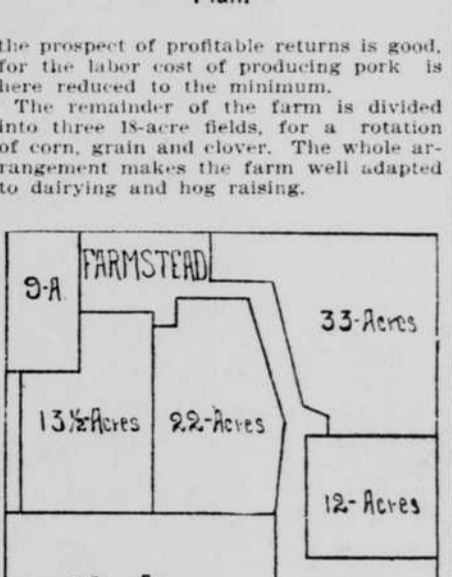 Plan.
the prospect of profitable returns is good,
for the labor cost of producing pork is
here reduced to the minimum.
The remainder of the farm is divided
into three 18-acre fields, for a rotation
of corn, grain and clover. The whole ar-
rangement makes the farm well adapted
to dairying and hog raising.
FARMSTEAD
9-A
33-Acres
13½-Acres
22-Acres
12-Acres